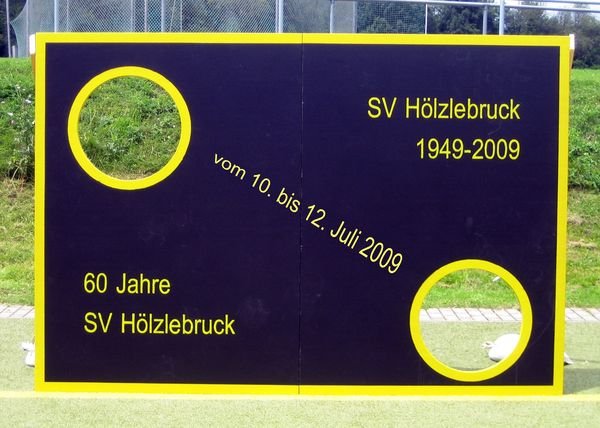 SV Hölzlebruck
1949-2009
vom 10. bis 12. Juli 2009
60 Jahre
SV Hölzlebruck